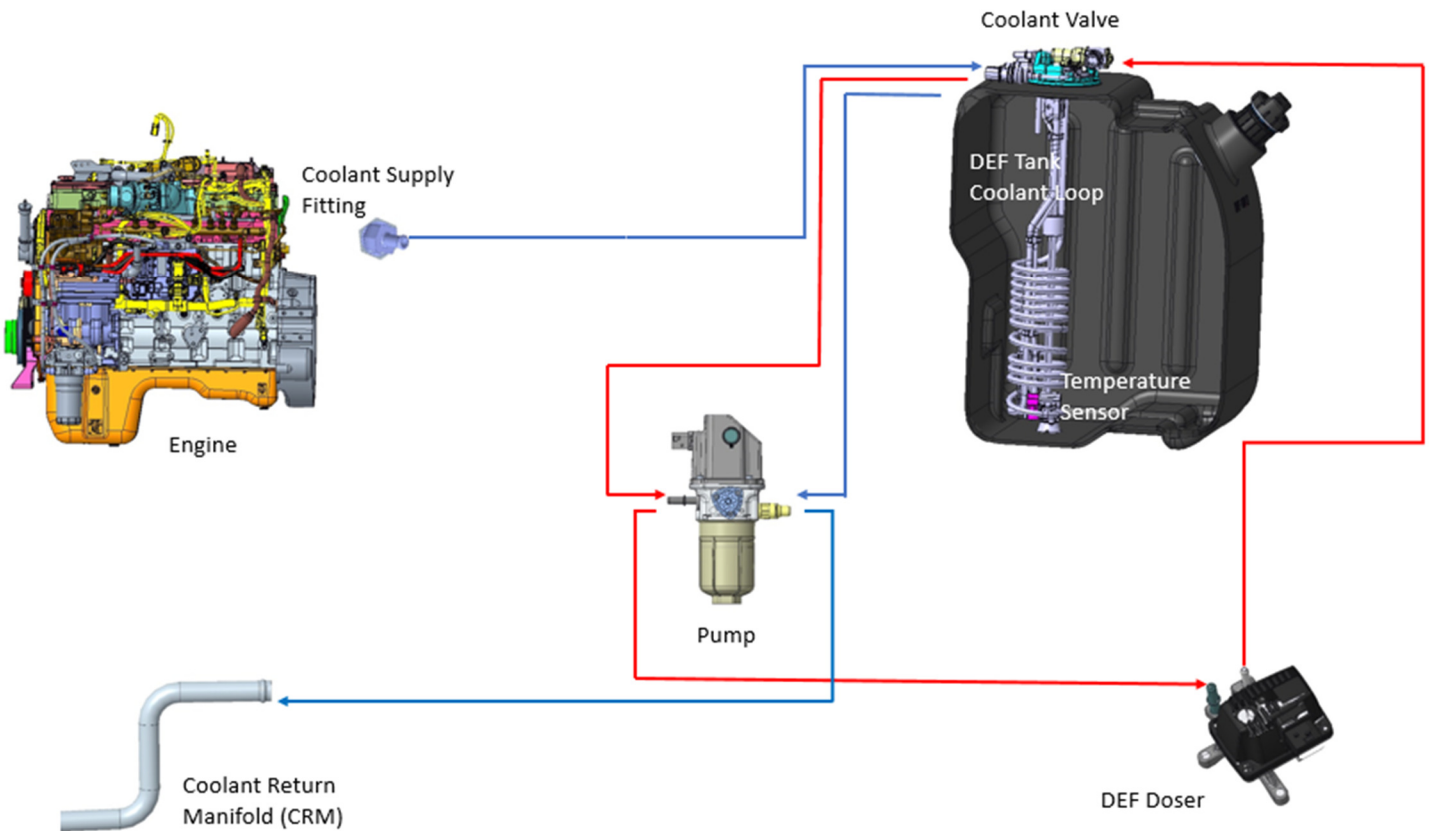 Coolant Valve
Coolant Supply
Fitting
DEF Tank
Coolant Loop
Temperature
Sensor
Engine
Pump
Coolant Return
Manifold (CRM)
DEF Doser